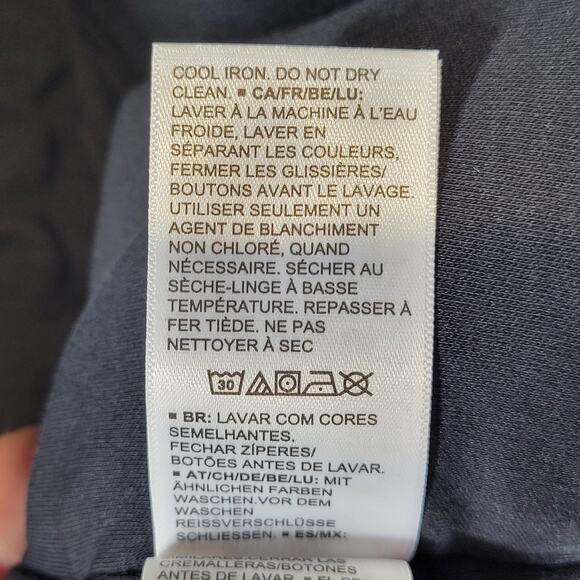 COOL IRON. DO NOT DRY
CLEAN. ▪ CA/FR/BE/LU:
LAVER À LA MACHINE À L'EAU
FROIDE, LAVER EN
SÉPARANT LES COULEURS,
FERMER LES GLISSIÈRES/
BOUTONS AVANT LE LAVAGE.
UTILISER SEULEMENT UN
AGENT DE BLANCHIMENT
NON CHLORÉ, QUAND
NÉCESSAIRE. SÉCHER AU
SÈCHE-LINGE À BASSE
TEMPÉRATURE. REPASSER À
FER TIÈDE. NE PAS
NETTOYER À SEC
30
▪ BR: LAVAR COM CORES
SEMELHANTES.
FECHAR ZÍPERES/
BOTÕES ANTES DE LAVAR.
▪ AT/CH/DE/BE/LU: MIT
ÄHNLICHEN FARBEN
WASCHEN.VOR DEM
WASCHEN
REISSVERSCHLÜSSE
SCHLIESSEN. ▪ ES/MX:
SIMILARES.CERRAR LAS
CREMALLERAS/BOTONES
ANTES DE LAVAR.